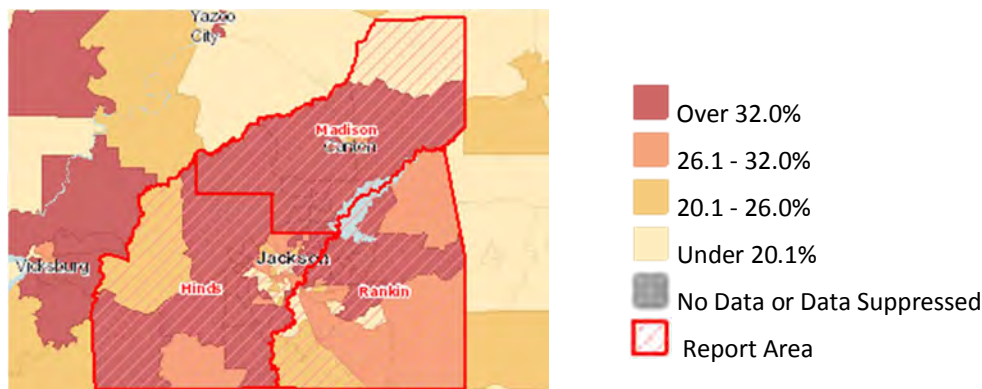 Yazoo
City
Madison
Canton
Jackson
Vicksburg
Hinds
Rankin
Over 32.0%
26.1 - 32.0%
20.1 - 26.0%
Under 20.1%
No Data or Data Suppressed
Report Area